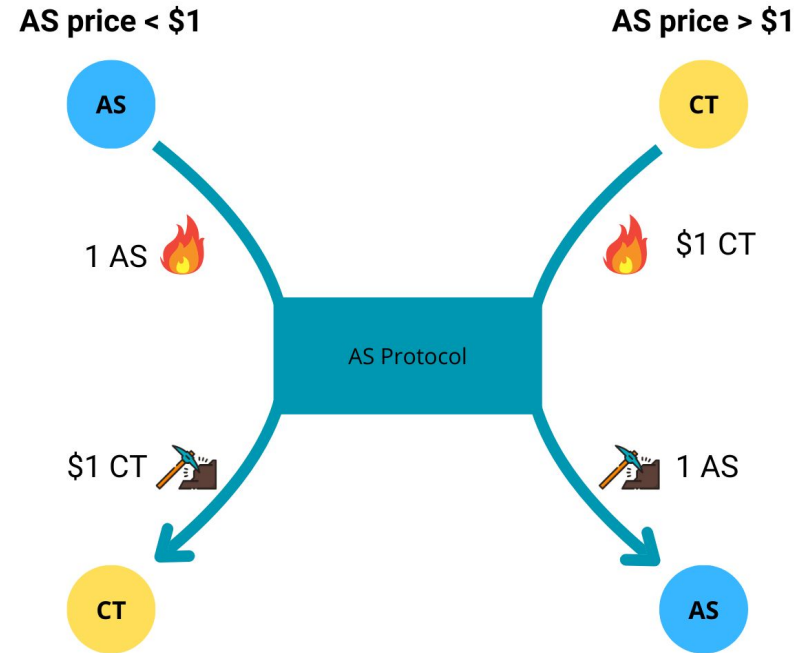 AS price < $1
AS price > $1
AS
CT
1 AS
$1 CT
AS Protocol
$1 CT
1 AS
CT
AS